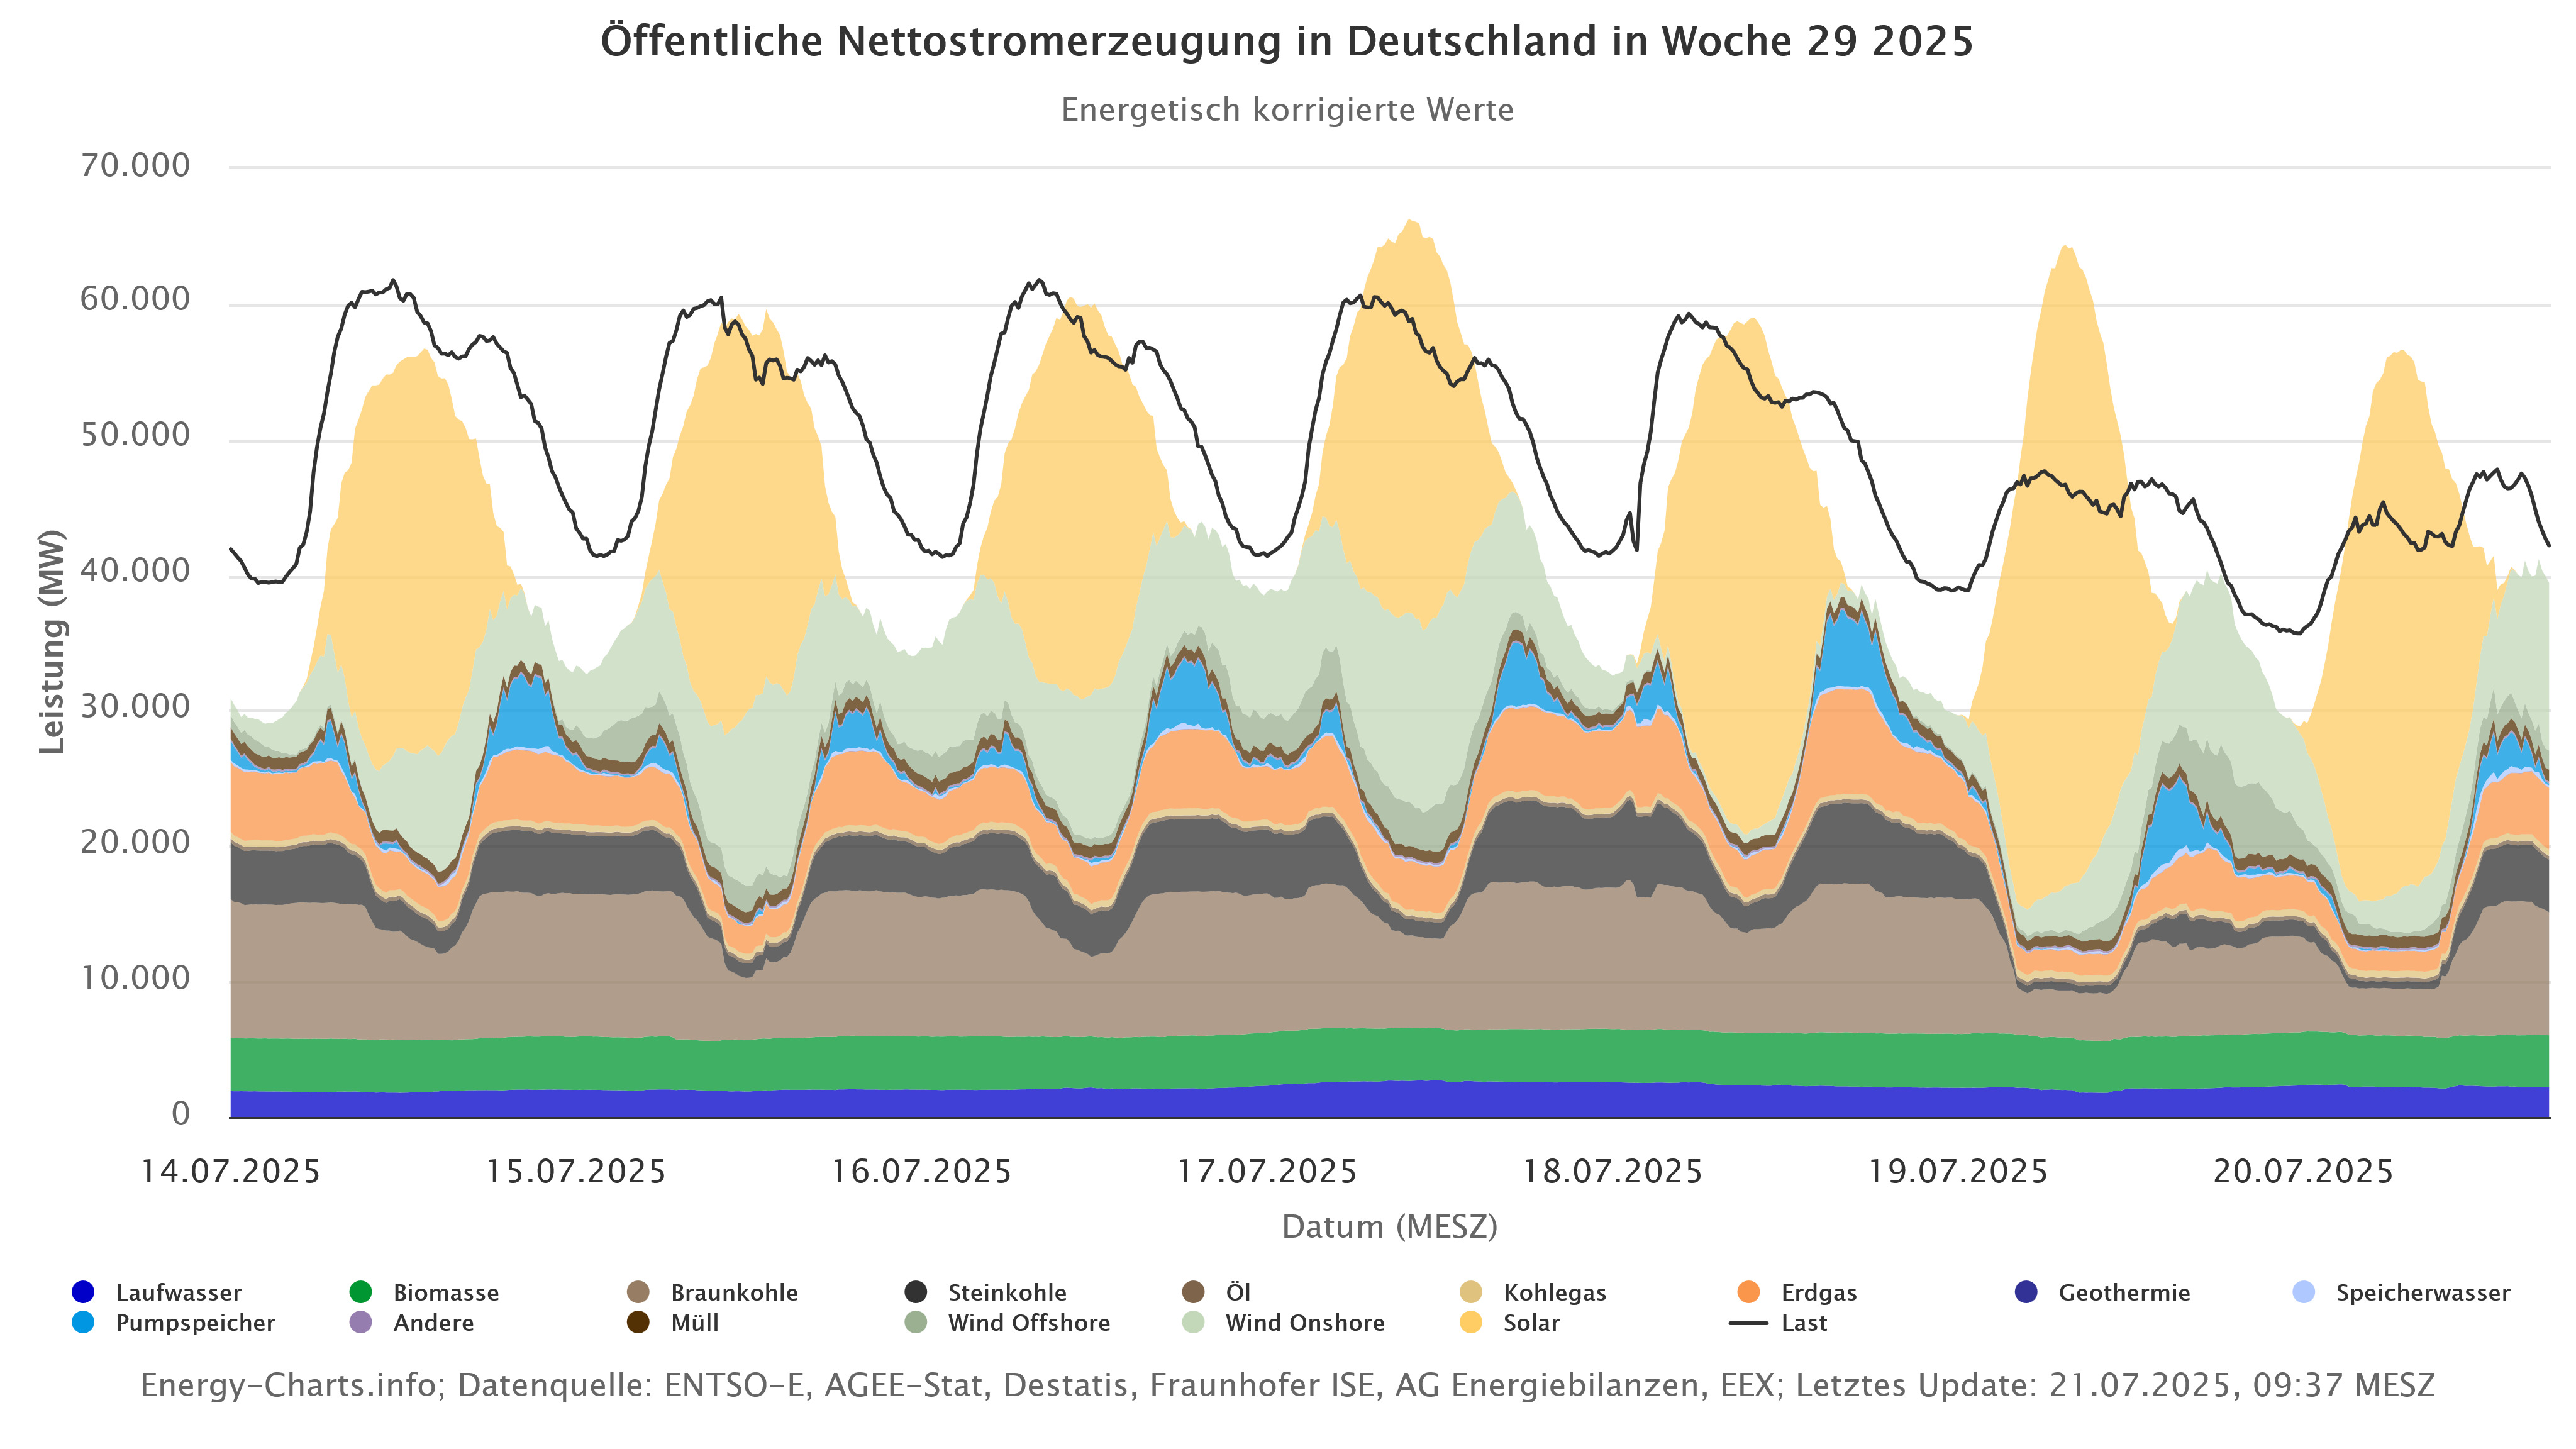 Öffentliche Nettostromerzeugung in Deutschland in Woche 29 2025
Energetisch korrigierte Werte
Leistung (MW)
70.000
60.000
50.000
40.000
30.000
20.000
10.000
0
14.07.2025 15.07.2025 16.07.2025 17.07.2025 18.07.2025 19.07.2025 20.07.2025
Datum (MESZ)
Laufwasser Biomasse Braunkohle Steinkohle Öl Kohlegas Erdgas Geothermie Speicherwasser
Pumpspeicher Andere Müll Wind Offshore Wind Onshore Solar Last
Energy-Charts.info; Datenquelle: ENTSO-E, AGEE-Stat, Destatis, Fraunhofer ISE, AG Energiebilanzen, EEX; Letztes Update: 21.07.2025, 09:37 MESZ